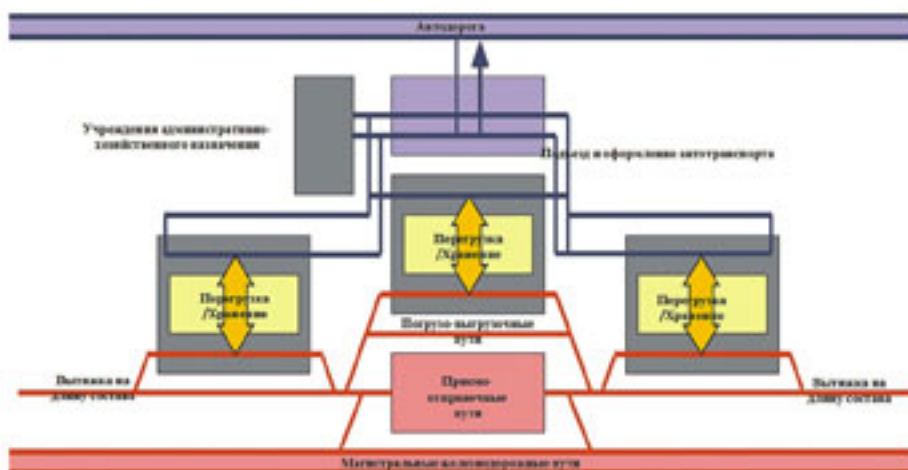 Автодорога
Учреждения административно-
хозяйственного назначения
Подъезд и оформление автотранспорта
Перегрузка
/Хранение
Перегрузка
/Хранение
Перегрузка
/Хранение
Погрузо-выгрузочные
пути
Вытяжка на
длину состава
Приемо-
отправочные
пути
Вытяжка на
длину состава
Магистральные железнодорожные пути